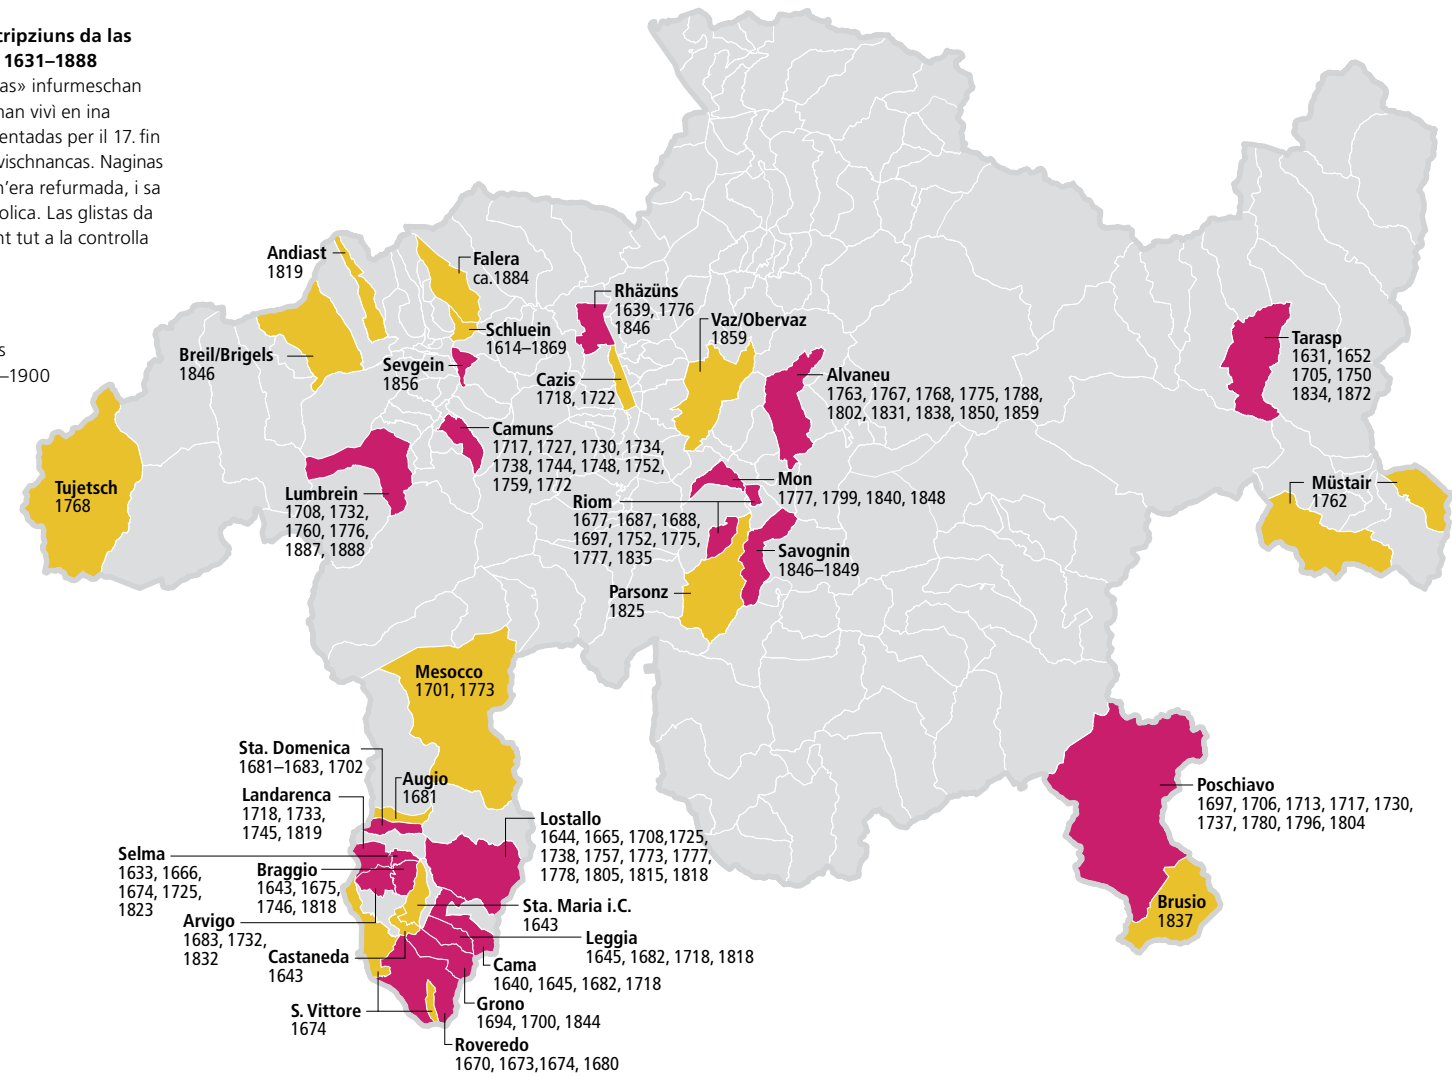 cripziuns da las
1631–1888
as» infurmeschan
han vivì en ina
entadas per il 17. fin
vischnancas. Naginas
n'era refurmada, i sa
olica. Las glistas da
nt tut a la controlla
s
–1900
Andiast
1819
Falera
ca.1884
Rhäzüns
1639, 1776
1846
Vaz/Obervaz
1859
Schluein
1614–1869
Breil/Brigels
1846
Sevgein
1856
Cazis
1718, 1722
Alvaneu
1763, 1767, 1768, 1775, 1788,
1802, 1831, 1838, 1850, 1859
Tarasp
1631, 1652
1705, 1750
1834, 1872
Camuns
1717, 1727, 1730, 1734,
1738, 1744, 1748, 1752,
1759, 1772
Tujetsch
1768
Lumbrein
1708, 1732,
1760, 1776,
1887, 1888
Mon
1777, 1799, 1840, 1848
Müstair
1762
Riom
1677, 1687, 1688,
1697, 1752, 1775,
1777, 1835
Savognin
1846–1849
Parsonz
1825
Mesocco
1701, 1773
Sta. Domenica
1681–1683, 1702
Augio
1681
Landarenca
1718, 1733,
1745, 1819
Poschiavo
1697, 1706, 1713, 1717, 1730,
1737, 1780, 1796, 1804
Lostallo
1644, 1665, 1708,1725,
1738, 1757, 1773, 1777,
1778, 1805, 1815, 1818
Selma
1633, 1666,
1674, 1725,
1823
Braggio
1643, 1675,
1746, 1818
Brusio
1837
Sta. Maria i.C.
1643
Arvigo
1683, 1732,
1832
Leggia
1645, 1682, 1718, 1818
Castaneda
1643
Cama
1640, 1645, 1682, 1718
S. Vittore
1674
Grono
1694, 1700, 1844
Roveredo
1670, 1673,1674, 1680